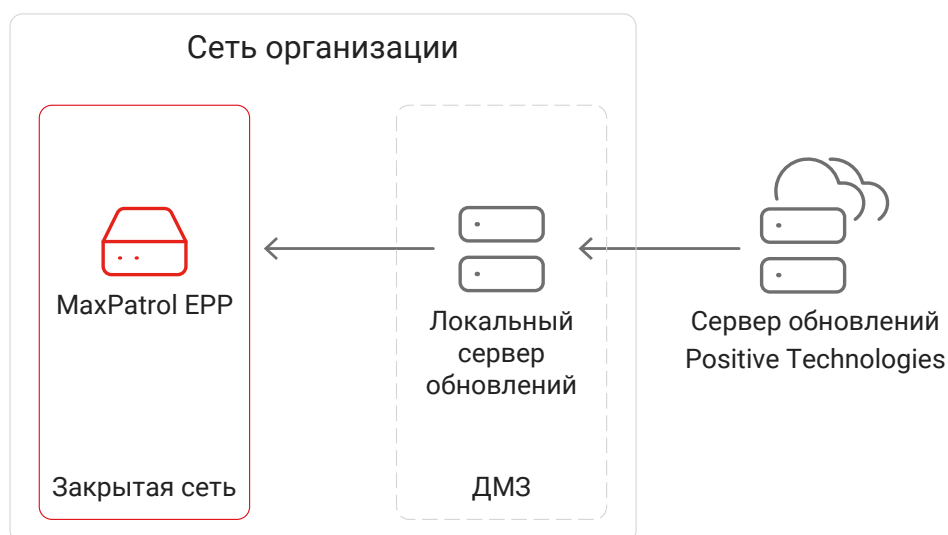 Сеть организации
MaxPatrol EPP
Закрытая сеть
Локальный
сервер
обновлений
ДМЗ
Сервер обновлений
Positive Technologies